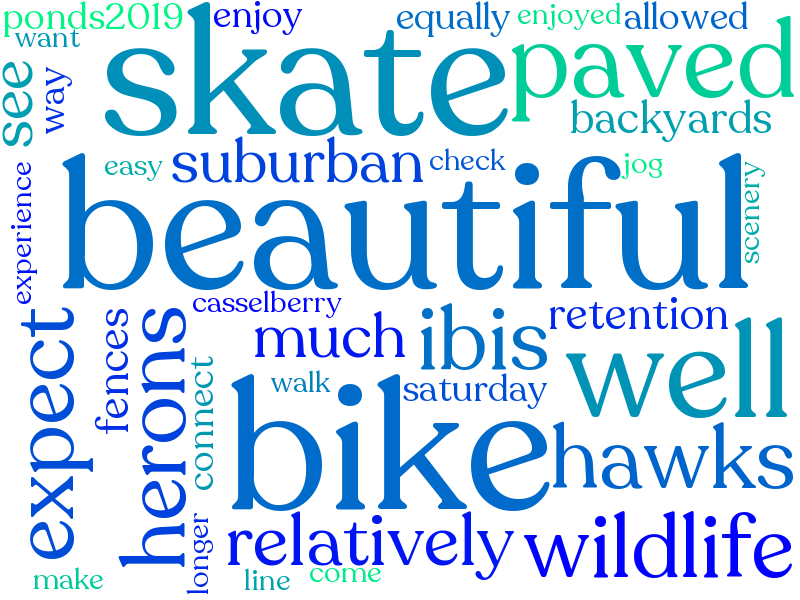 ponds2019
enjoy
equally
enjoyed
allowed
want
skate
paved
see
way
backyards
suburban
check
easy
jog
experience
beautiful
scenery
casselberry
expect
fences
herons
much
ibis
retention
well
connect
walk
saturday
bike
hawks
longer
relatively
wildlife
make
line
come